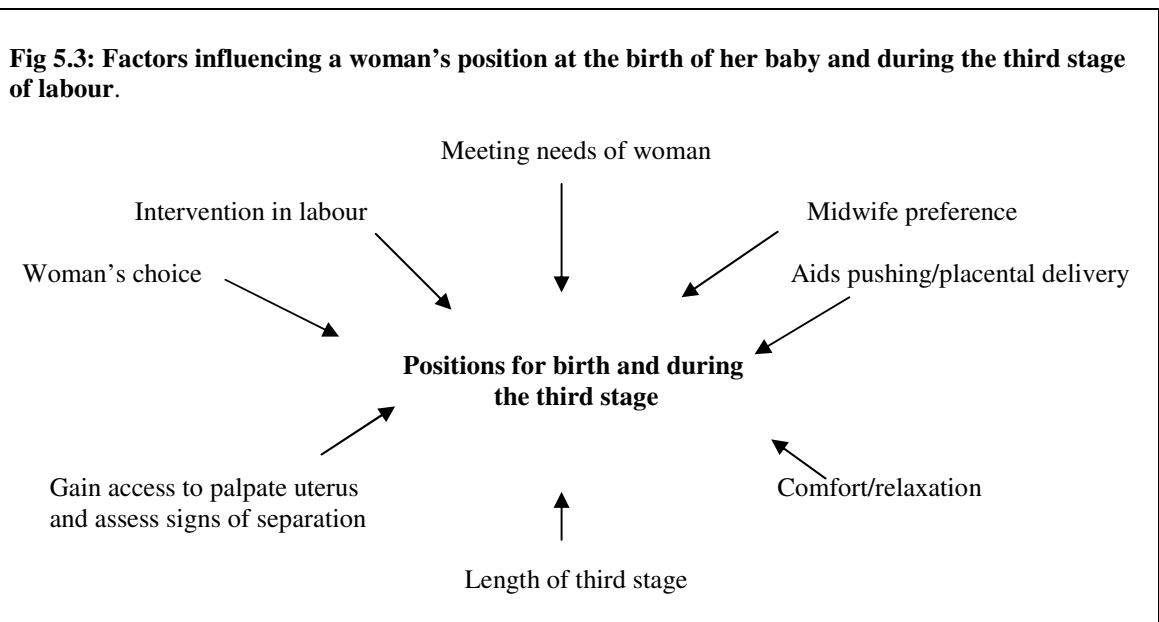 Fig 5.3: Factors influencing a woman’s position at the birth of her baby and during the third stage
of labour.
Meeting needs of woman
Intervention in labour
Midwife preference
Woman’s choice
Aids pushing/placental delivery
Positions for birth and during
the third stage
Gain access to palpate uterus
and assess signs of separation
Comfort/relaxation
Length of third stage